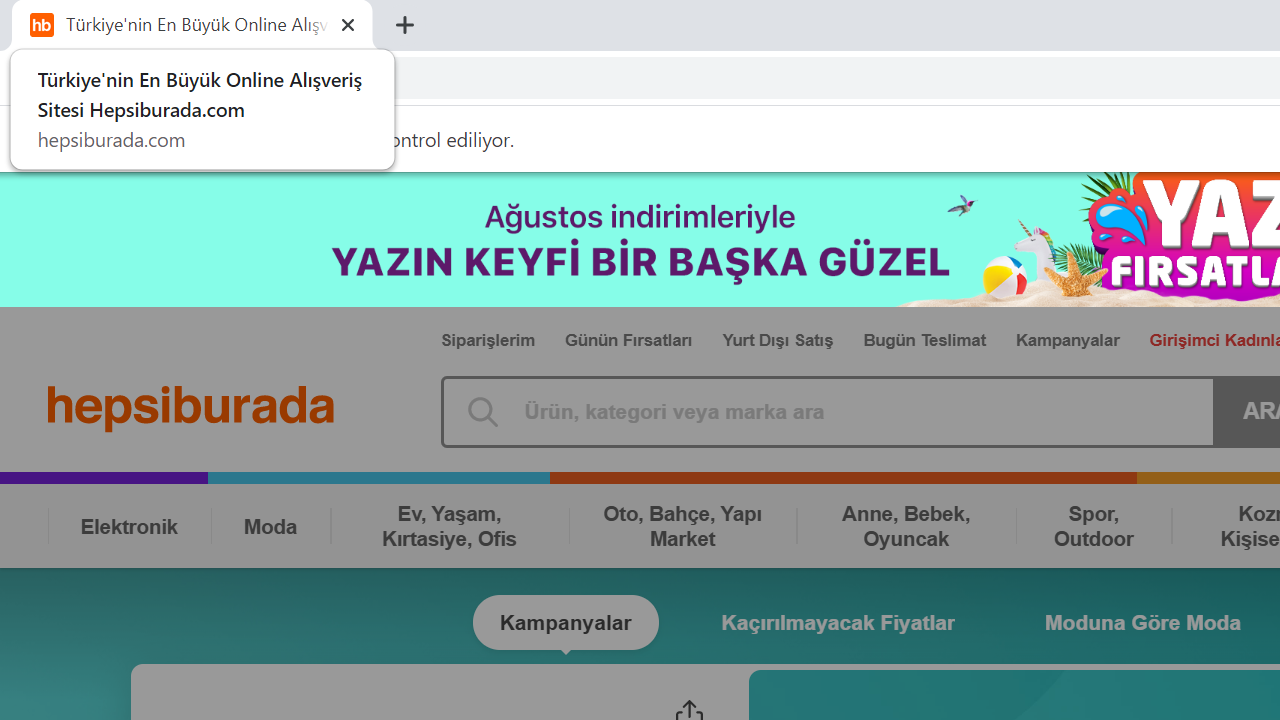 hb Türkiye'nin En Büyük Online Alışv
Türkiye'nin En Büyük Online Alışveriş
Sitesi Hepsiburada.com
hepsiburada.com
ontrol ediliyor.
Ağustos indirimleriyle
YAZIN KEYFİ BİR BAŞKA GÜZEL
YAZ
FIRSATLA
Siparişlerim Günün Fırsatları Yurt Dışı Satış Bugün Teslimat Kampanyalar Girişimci Kadınla
hepsiburada
Ürün, kategori veya marka ara
ARA
Elektronik
Moda
Ev, Yaşam,
Kırtasiye, Ofis
Oto, Bahçe, Yapı
Market
Anne, Bebek,
Oyuncak
Spor,
Outdoor
Koz
Kişise
Kampanyalar Kaçırılmayacak Fiyatlar Moduna Göre Moda